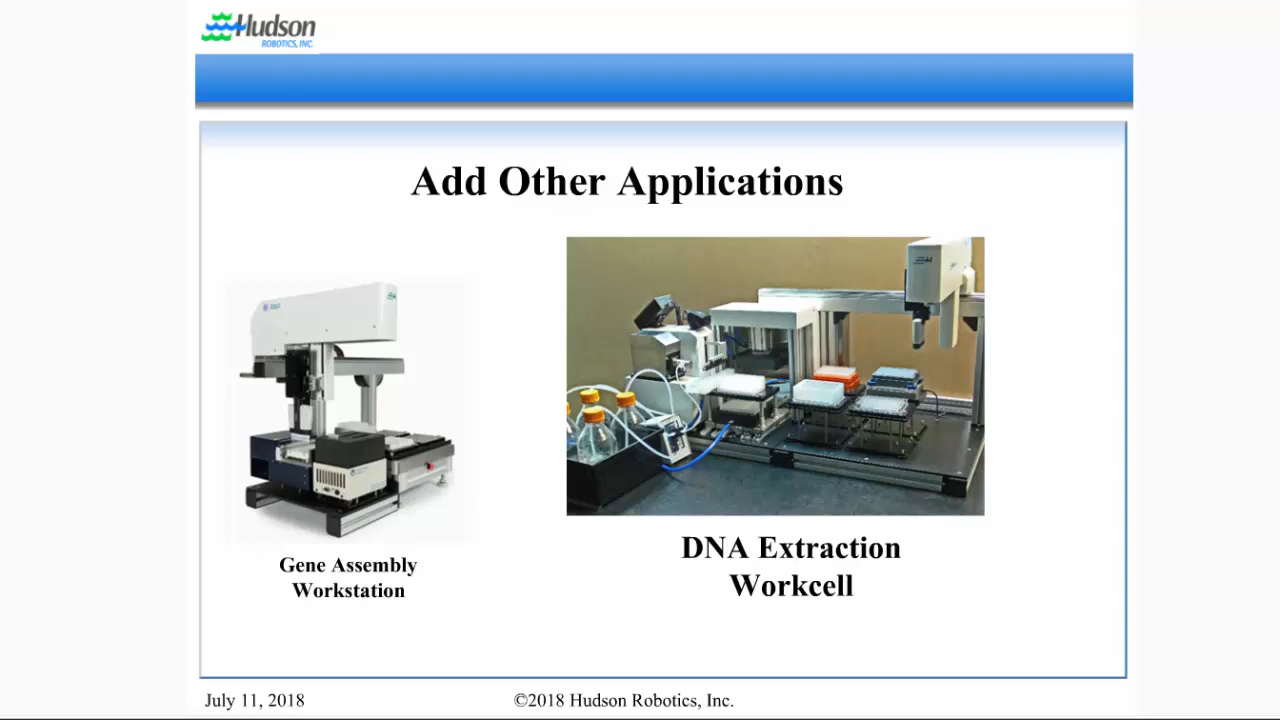 Hudson
ROBOTICS, INC.
Add Other Applications
Gene Assembly
Workstation
DNA Extraction
Workcell
July 11, 2018
©2018 Hudson Robotics, Inc.